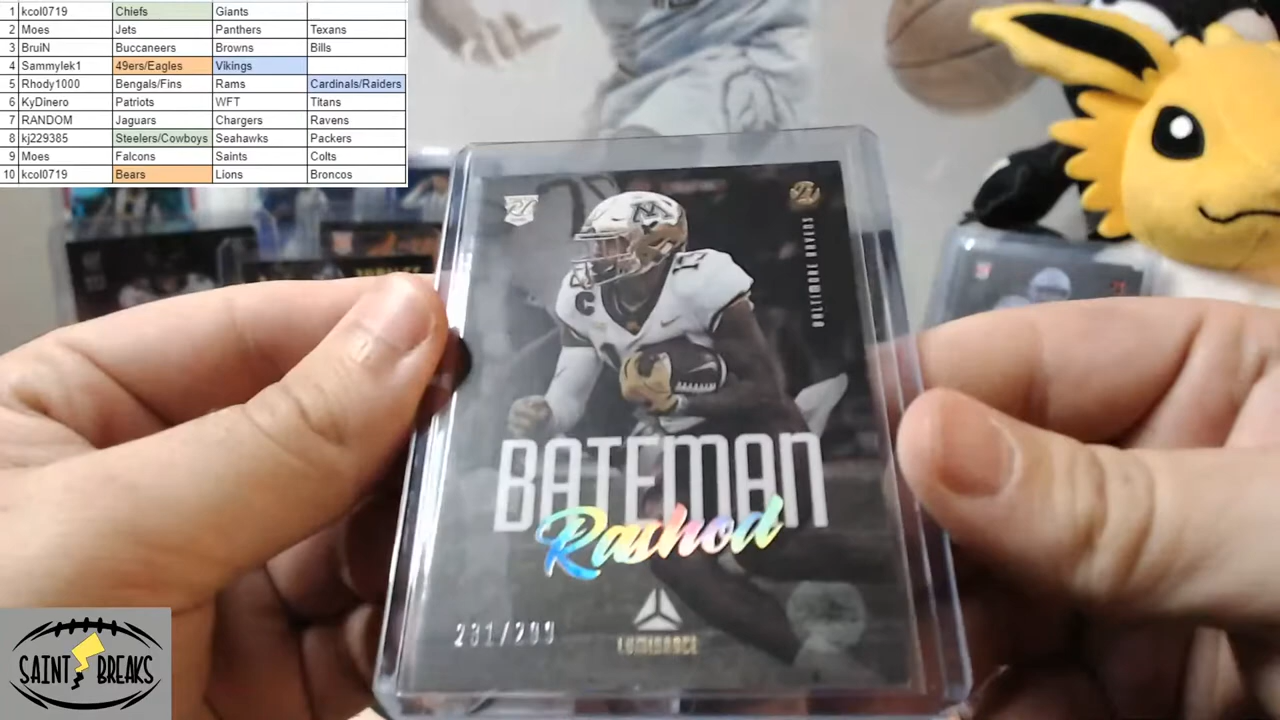 1 kcol0719 Chiefs Giants
2 Moes Jets Panthers Texans
3 BruiN Buccaneers Browns Bills
4 Sammylek1 49ers/Eagles Vikings
5 Rhody1000 Bengals/Fins Rams Cardinals/Raiders
6 KyDinero Patriots WFT Titans
7 RANDOM Jaguars Chargers Ravens
8 kj229385 Steelers/Cowboys Seahawks Packers
9 Moes Falcons Saints Colts
10 kcol0719 Bears Lions Broncos
BALTIMORE RAVENS
M
C
BATEMAN
Rashod
231/299
LUMINANCE
SAINT BREAKS